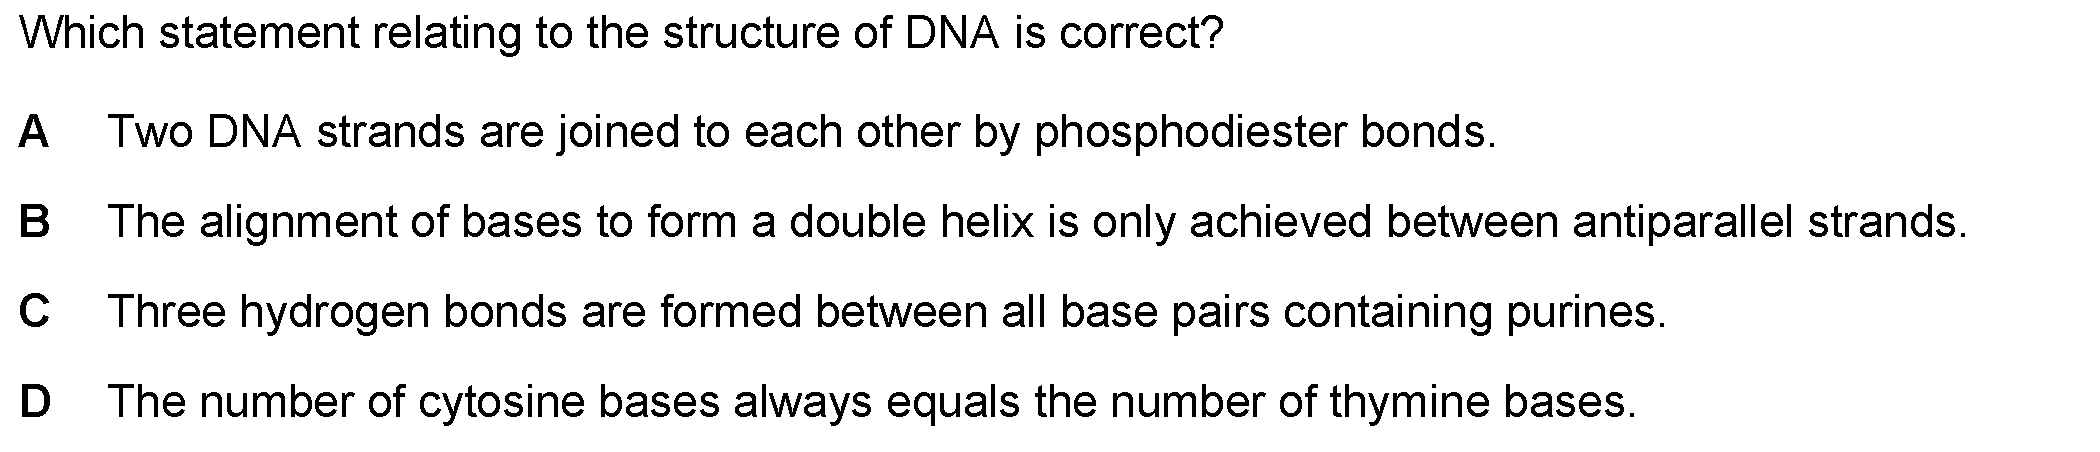 Which statement relating to the structure of DNA is correct?
A Two DNA strands are joined to each other by phosphodiester bonds.
B The alignment of bases to form a double helix is only achieved between antiparallel strands.
C Three hydrogen bonds are formed between all base pairs containing purines.
D The number of cytosine bases always equals the number of thymine bases.